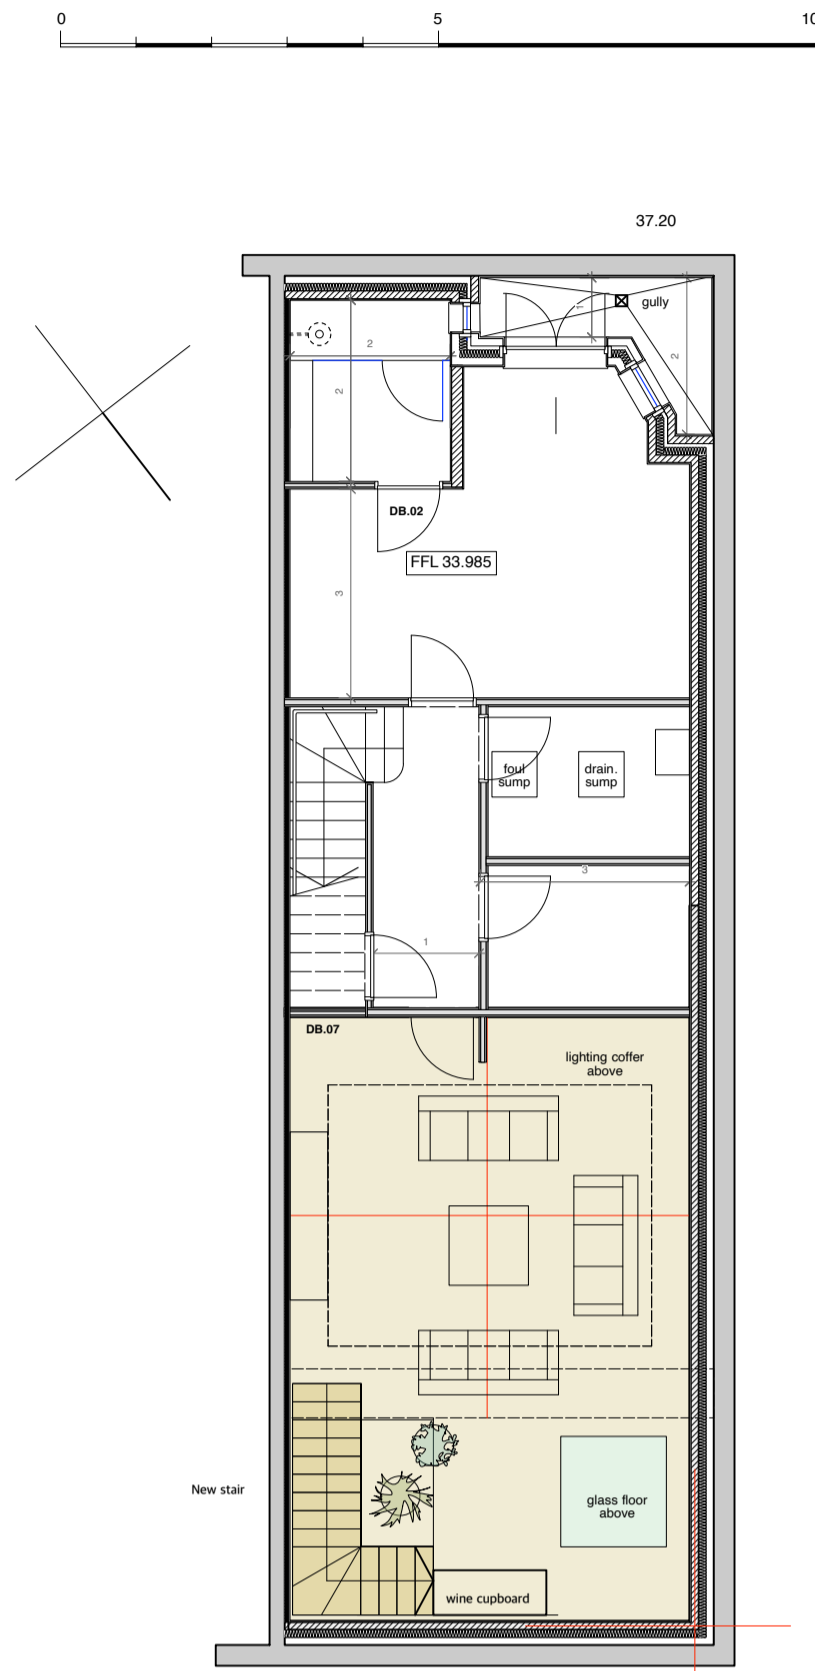 0 5 10
37.20
gully
1
2
2
2
DB.02
FFL 33.985
3
foul
sump
drain.
sump
3
1
DB.07
lighting coffer
above
New stair
glass floor
above
wine cupboard